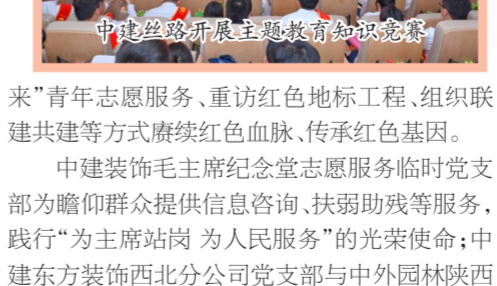 中建丝路开展主题教育知识竞赛
来”青年志愿服务、重访红色地标工程、组织联
建共建等方式赓续红色血脉、传承红色基因。
中建装饰毛主席纪念堂志愿服务临时党支
部为瞻仰群众提供信息咨询、扶弱助残等服务，
践行“为主席站岗 为人民服务”的光荣使命；中
建东方装饰西北分公司党支部与中外园林陕西